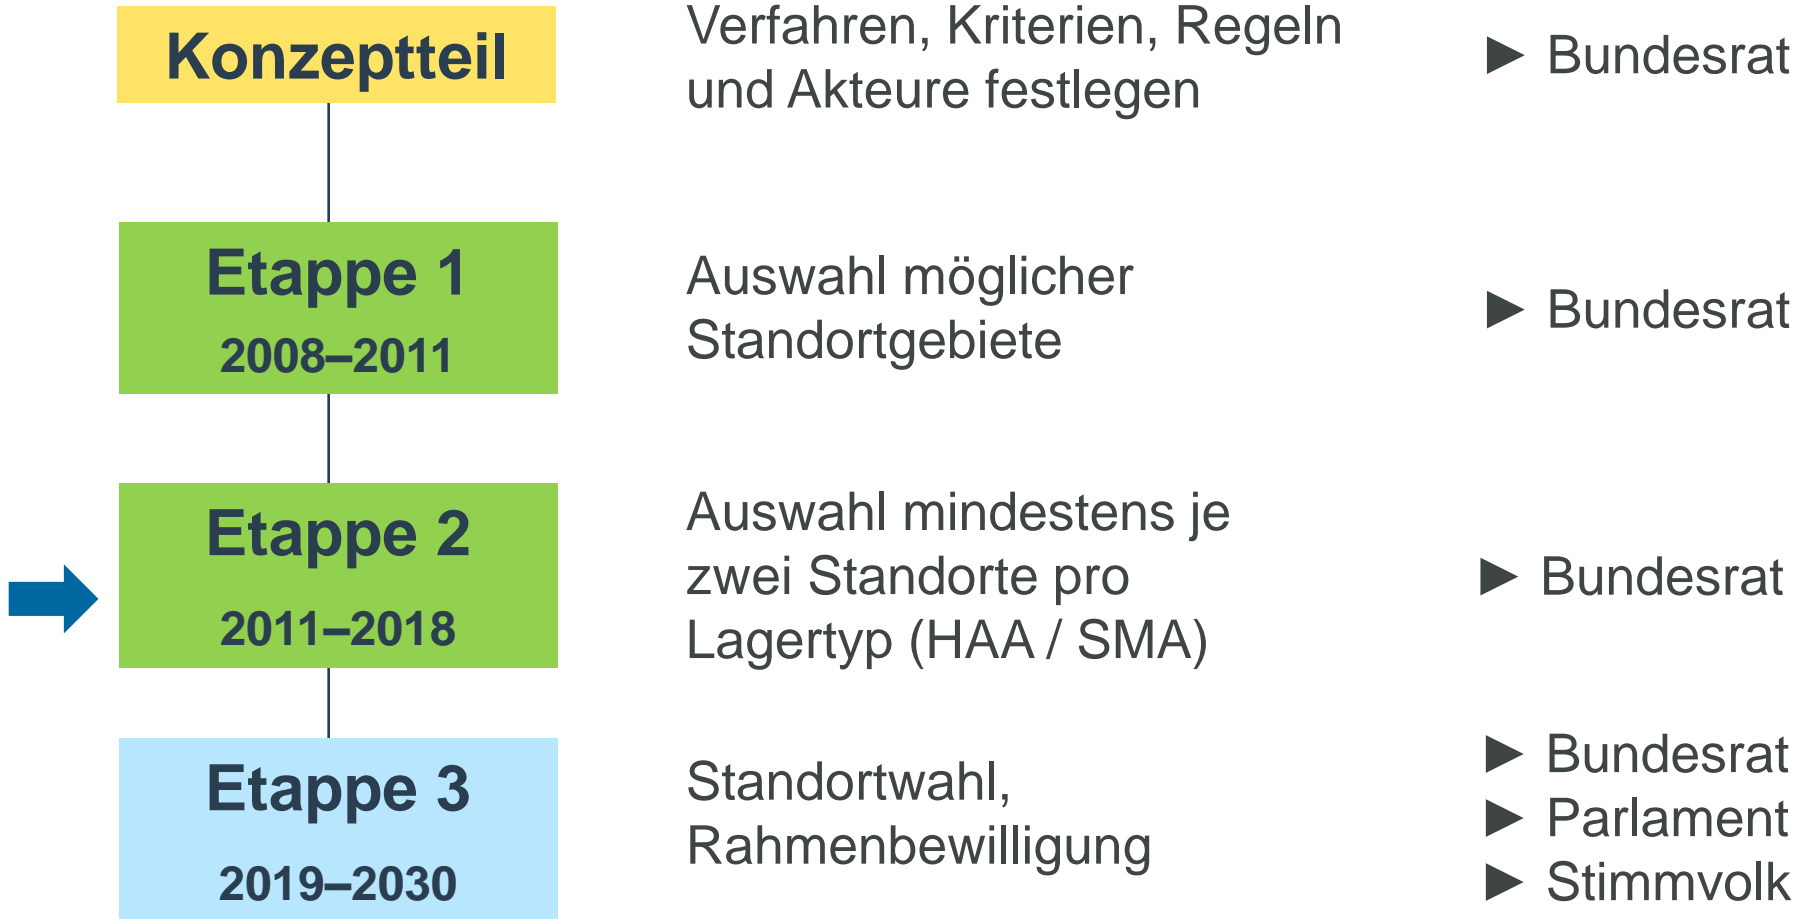 Konzeptteil
Verfahren, Kriterien, Regeln
und Akteure festlegen
► Bundesrat
Etappe 1
2008–2011
Auswahl möglicher
Standortgebiete
► Bundesrat
Etappe 2
2011–2018
Auswahl mindestens je
zwei Standorte pro
Lagertyp (HAA / SMA)
► Bundesrat
Etappe 3
2019–2030
Standortwahl,
Rahmenbewilligung
► Bundesrat
► Parlament
► Stimmvolk